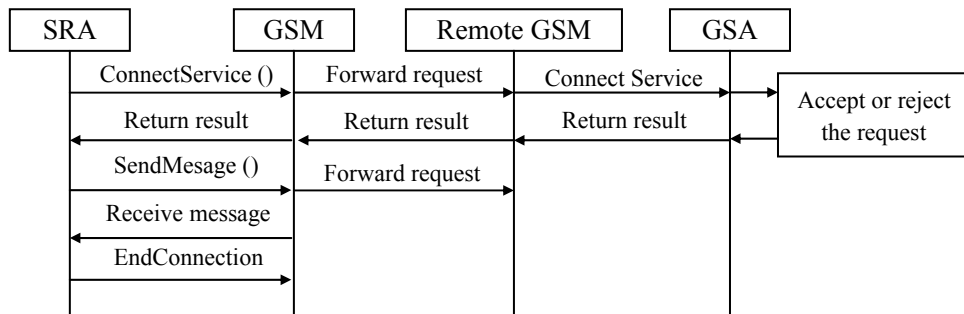 SRA
GSM
Remote GSM
GSA
ConnectService ()
Forward request
Connect Service
Accept or reject
the request
Return result
Return result
Return result
SendMesage ()
Forward request
Receive message
EndConnection